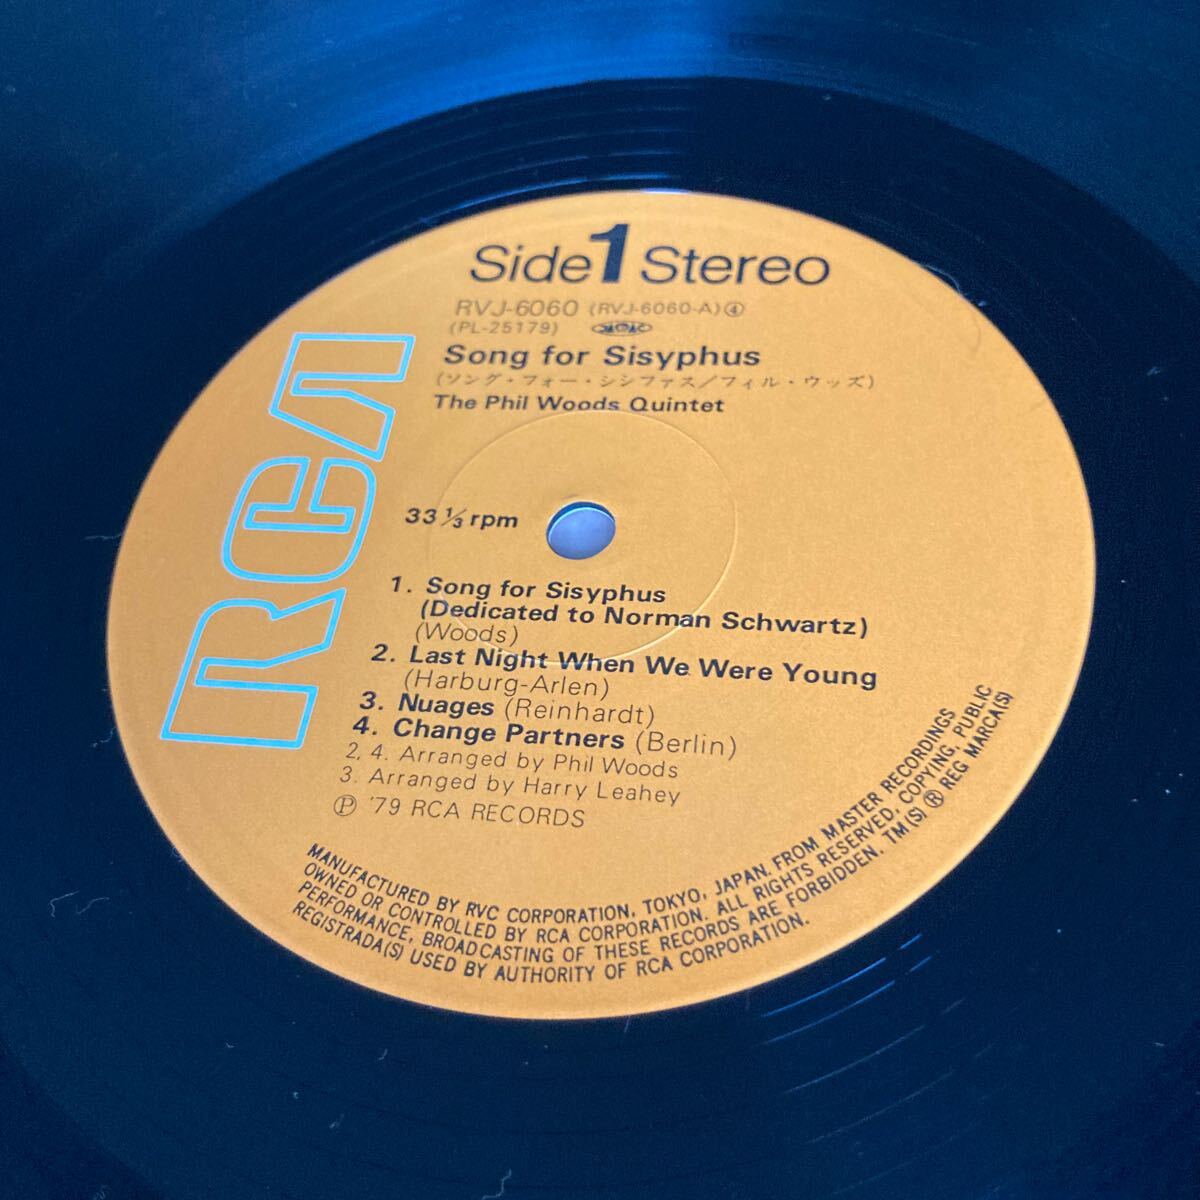 Side 1 Stereo
RVJ-6060 (RVJ-6060-A)④
(PL-25179)
Song for Sisyphus
(ソング・フォー・シシファス/フィル・ウッズ)
The Phil Woods Quintet
RCA
33 1/3 rpm
1. Song for Sisyphus
(Dedicated to Norman Schwartz)
(Woods)
2. Last Night When We Were Young
(Harburg-Arlen)
3. Nuages (Reinhardt)
4. Change Partners (Berlin)
2, 4. Arranged by Phil Woods
3. Arranged by Harry Leahey
Ⓟ '79 RCA RECORDS
MANUFACTURED BY RVC CORPORATION, TOKYO, JAPAN. FROM MASTER RECORDINGS
OWNED OR CONTROLLED BY RCA CORPORATION. ALL RIGHTS RESERVED, COPYING, PUBLIC
PERFORMANCE, BROADCASTING OF THESE RECORDS ARE FORBIDDEN. TM(S) ® REG MARCA(S)
REGISTRADA(S) USED BY AUTHORITY OF RCA CORPORATION.